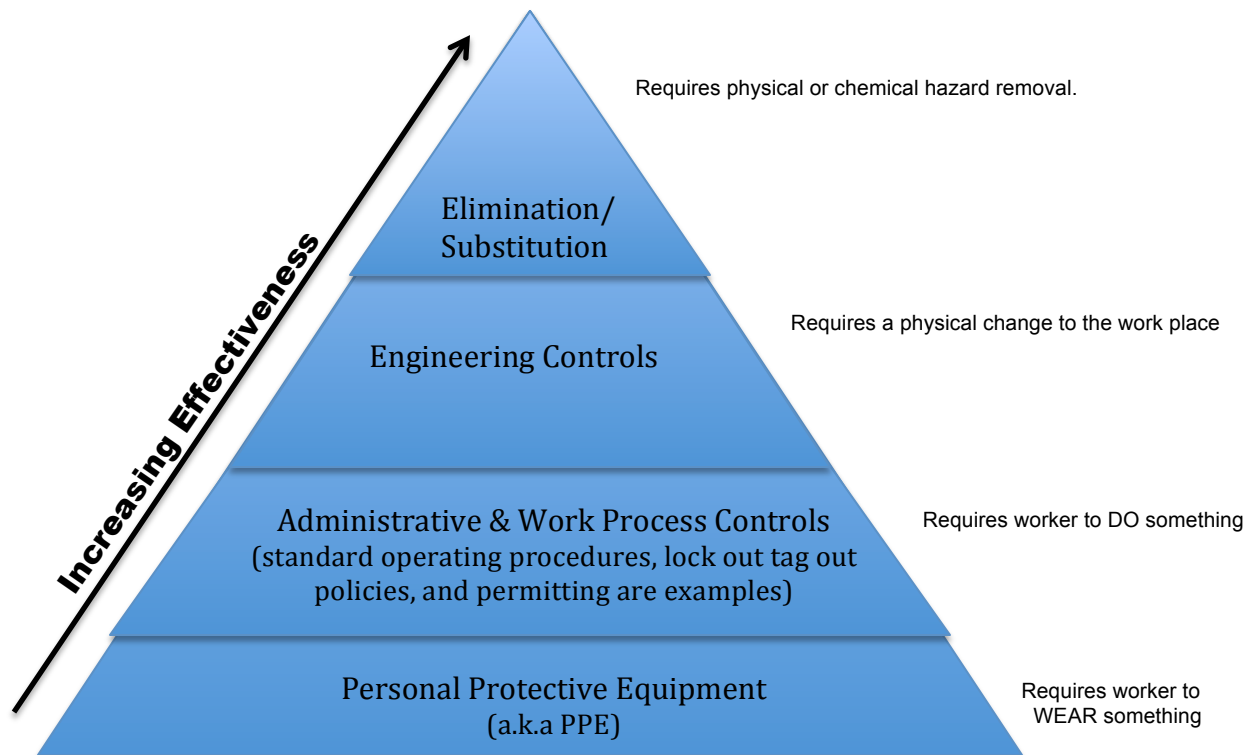 Requires physical or chemical hazard removal.
Elimination/
Substitution
Increasing Effectiveness
Requires a physical change to the work place
Engineering Controls
Administrative & Work Process Controls
(standard operating procedures, lock out tag out
policies, and permitting are examples)
Requires worker to DO something
Personal Protective Equipment
(a.k.a PPE)
Requires worker to
WEAR something